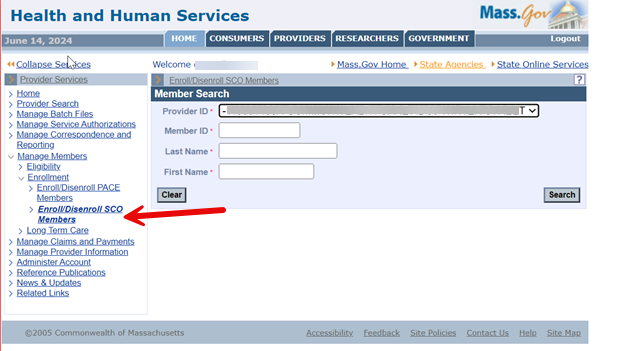 Health and Human Services
Mass.Gov
June 14, 2024
HOME CONSUMERS PROVIDERS RESEARCHERS GOVERNMENT
Logout
Collapse Services
Welcome
Mass.Gov Home State Agencies State Online Services
Provider Services
Enroll/Disenroll SCO Members
?
Home
Provider Search
Manage Batch Files
Manage Service Authorizations
Manage Correspondence and
Reporting
Manage Members
Eligibility
Enrollment
Enroll/Disenroll PACE
Members
Enroll/Disenroll SCO
Members
Long Term Care
Manage Claims and Payments
Manage Provider Information
Administer Account
Reference Publications
News & Updates
Related Links
Member Search
Provider ID *
Member ID *
Last Name *
First Name *
Clear
Search
©2005 Commonwealth of Massachusetts
Accessibility Feedback Site Policies Contact Us Help Site Map